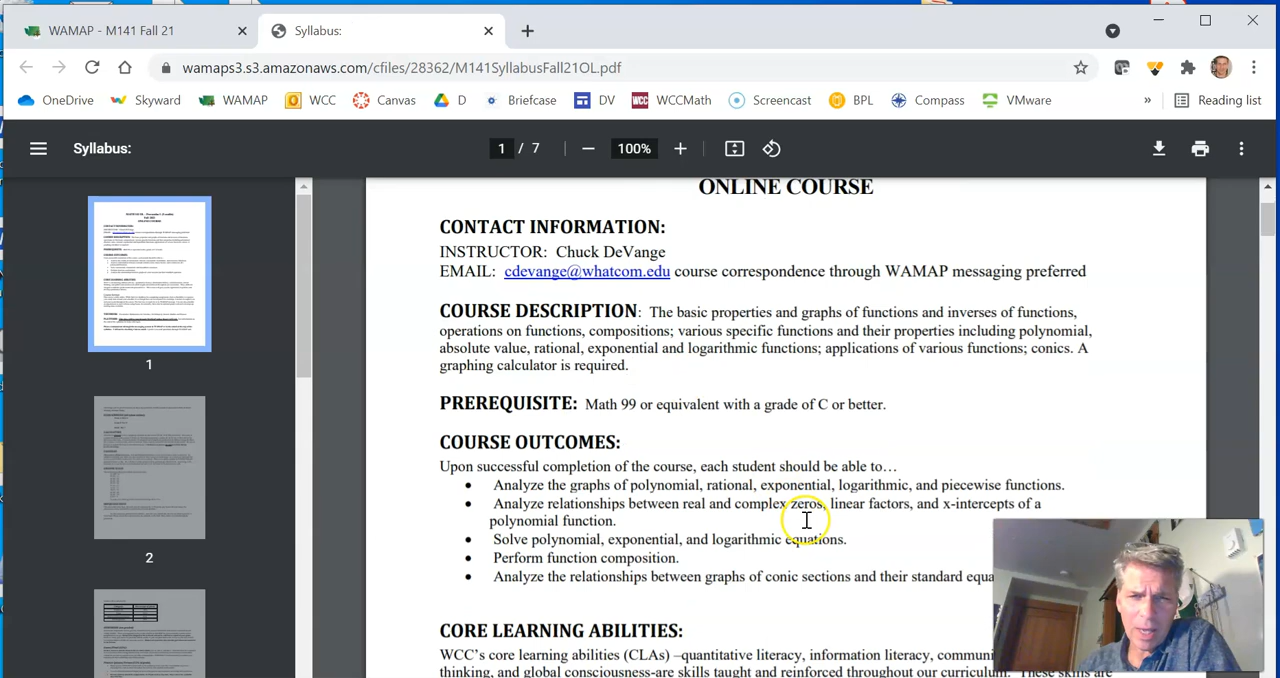 WAMAP - M141 Fall 21
Syllabus:
wamaps3.s3.amazonaws.com/cfiles/28362/M141SyllabusFall21OL.pdf
OneDrive Skyward WAMAP WCC Canvas D Briefcase DV WCCMath Screencast BPL Compass VMware » Reading list
Syllabus:
1 / 7 100%
1
2
ONLINE COURSE
CONTACT INFORMATION:
INSTRUCTOR: Chuck DeVange
EMAIL: cdevange@whatcom.edu course correspondence through WAMAP messaging preferred
COURSE DESCRIPTION: The basic properties and graphs of functions and inverses of functions,
operations on functions, compositions; various specific functions and their properties including polynomial,
absolute value, rational, exponential and logarithmic functions; applications of various functions; conics. A
graphing calculator is required.
PREREQUISITE: Math 99 or equivalent with a grade of C or better.
COURSE OUTCOMES:
Upon successful completion of the course, each student should be able to…
• Analyze the graphs of polynomial, rational, exponential, logarithmic, and piecewise functions.
• Analyze relationships between real and complex zeros, linear factors, and x-intercepts of a
polynomial function.
• Solve polynomial, exponential, and logarithmic equations.
• Perform function composition.
• Analyze the relationships between graphs of conic sections and their standard equa
CORE LEARNING ABILITIES:
WCC's core learning abilities (CLAs) –quantitative literacy, information literacy, communi
thinking, and global consciousness-are skills taught and reinforced throughout our curriculum. These skills are